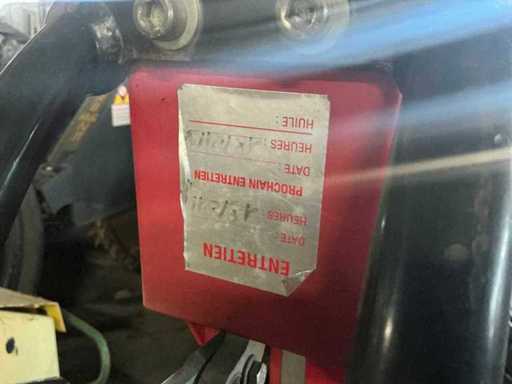 ENTRETIEN
DATE :
HEURES
PROCHAIN ENTRETIEN
DATE :
HEURES :
HUILE :